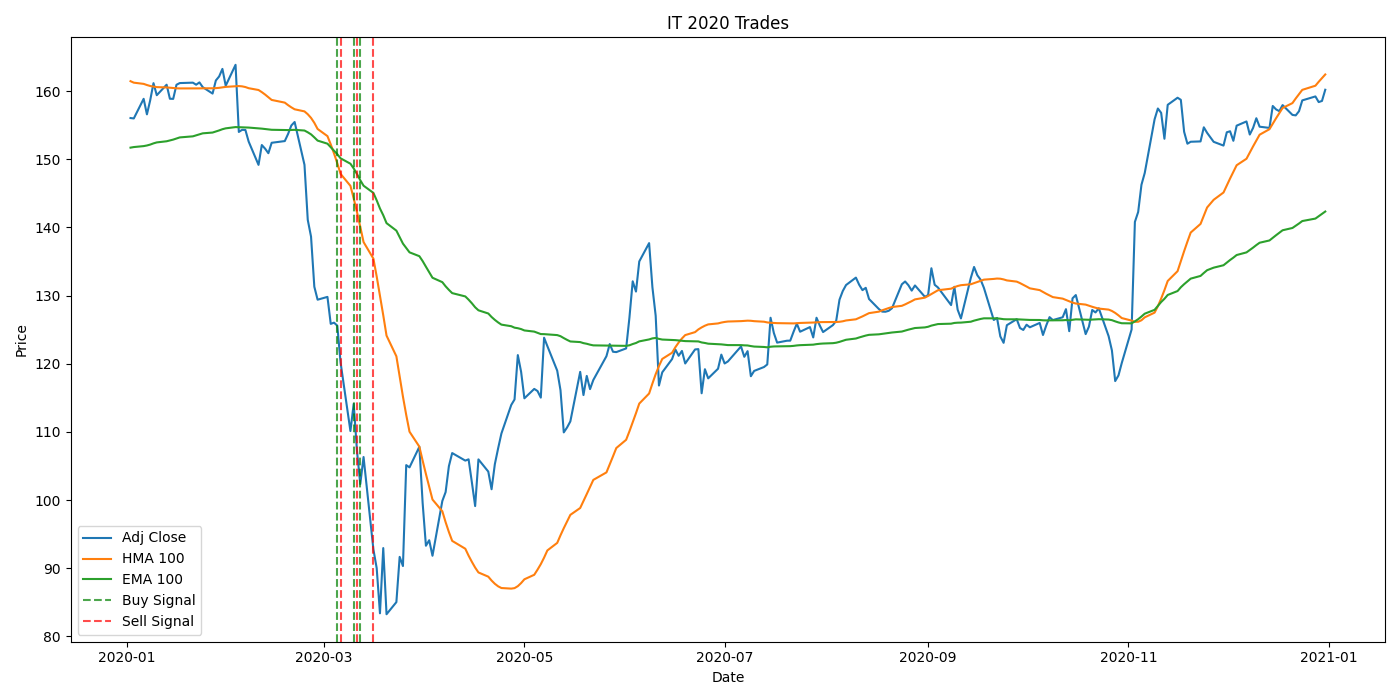 IT 2020 Trades
Price
160
150
140
130
120
110
100
90
80
Adj Close
HMA 100
EMA 100
Buy Signal
Sell Signal
2020-01
2020-03
2020-05
2020-07
2020-09
2020-11
2021-01
Date